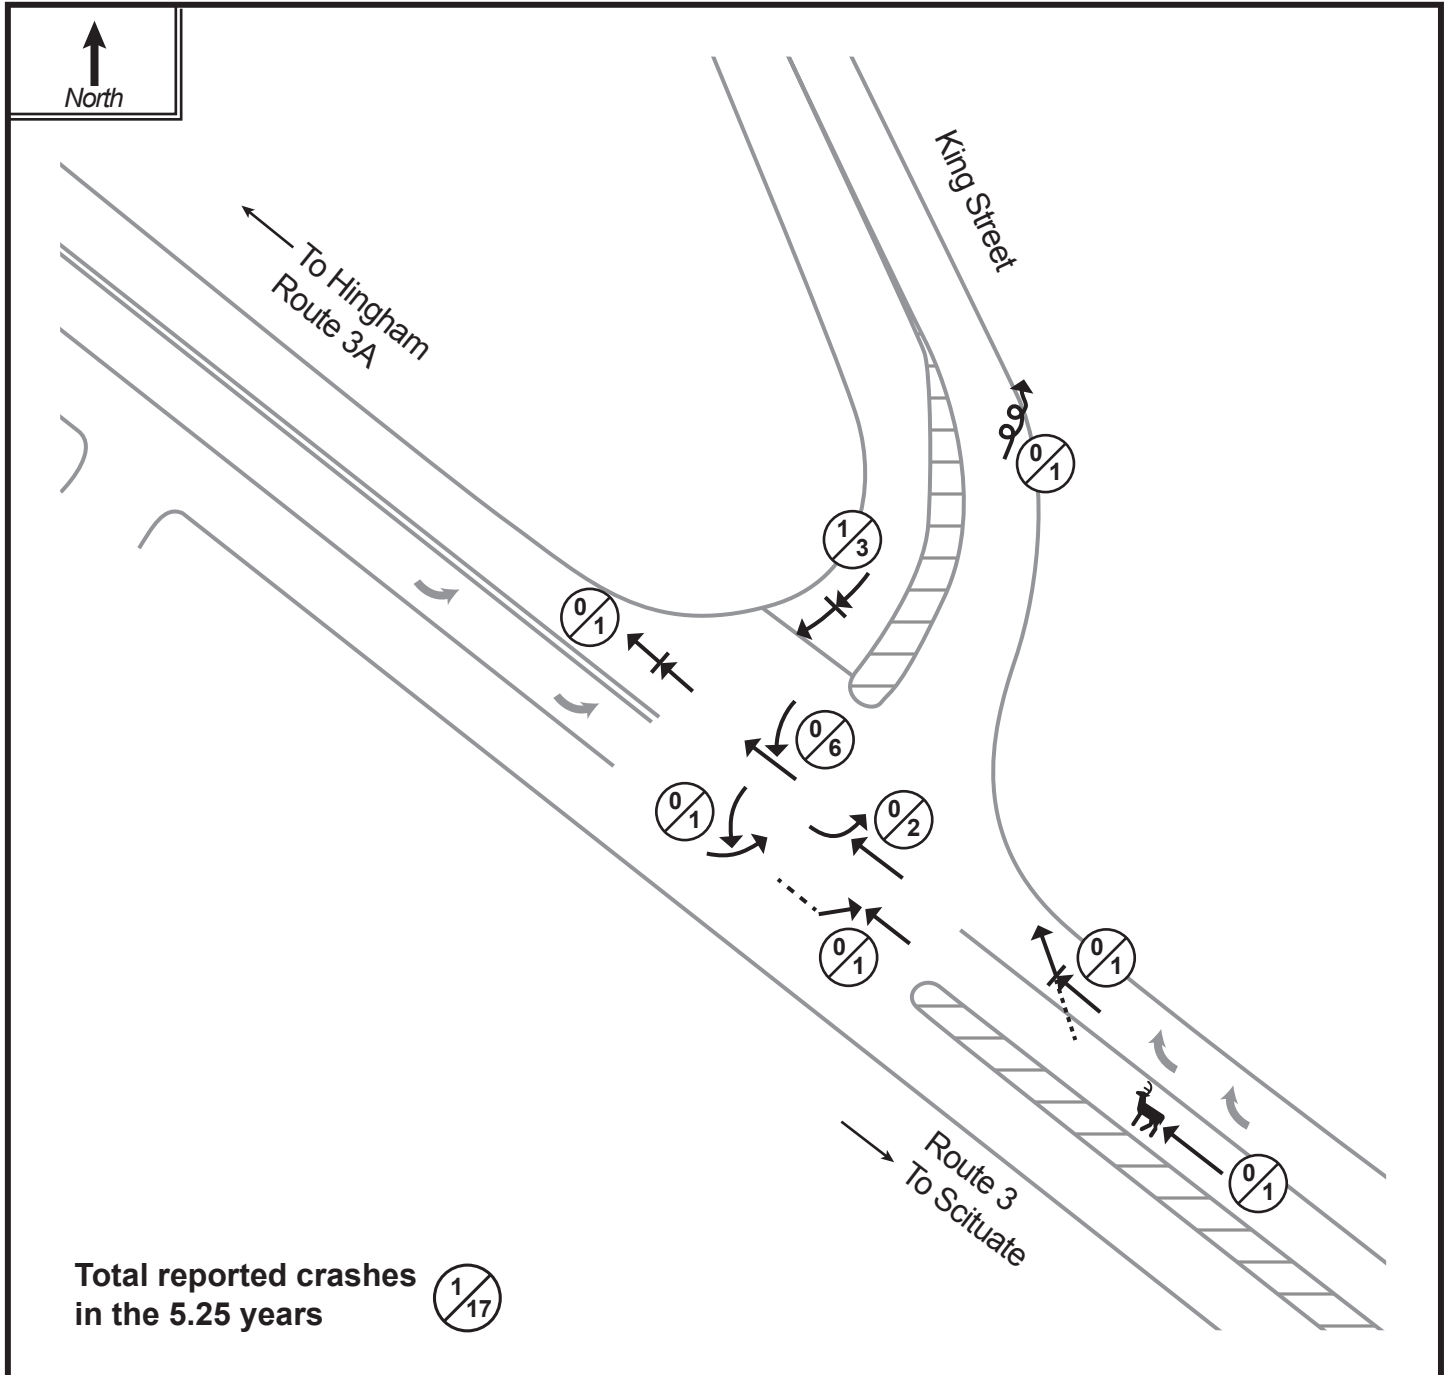 North
King Street
To Hingham
Route 3A
0/1
1/3
0/1
0/6
0/1
0/2
0/1
0/1
0/1
Route 3
To Scituate
Total reported crashes
in the 5.25 years
1/17